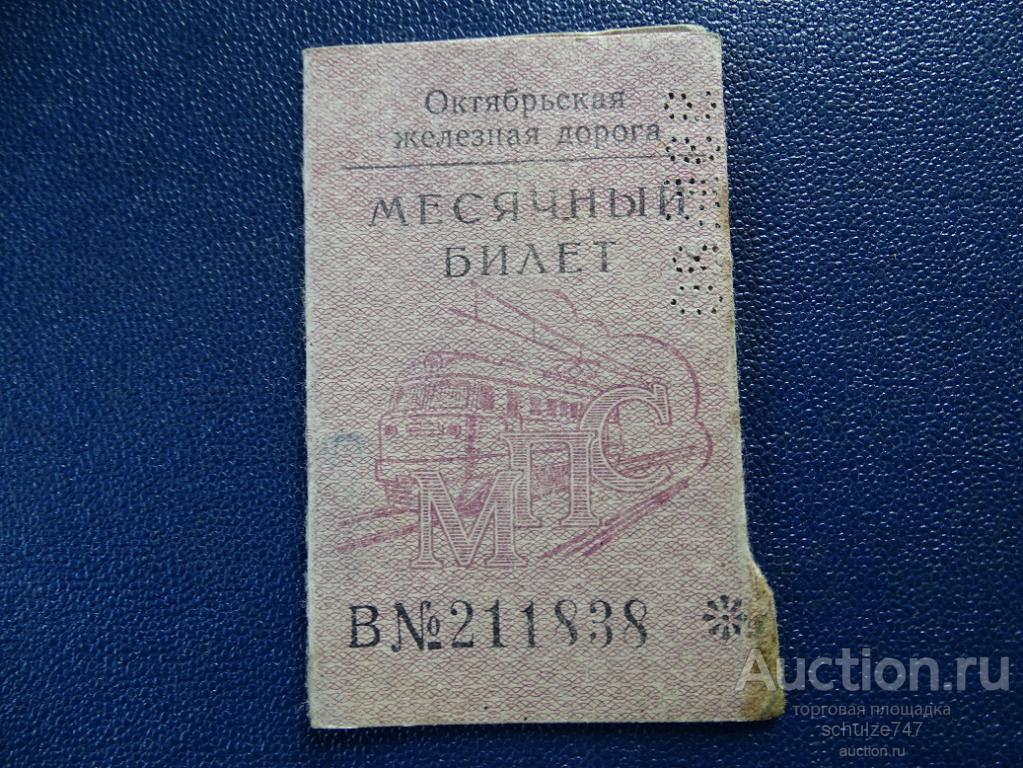 Октябрьская
железная дорога
МЕСЯЧНЫЙ
БИЛЕТ
МПС
В№211838
Auction.ru
торговая площадка
schulze747
auction.ru